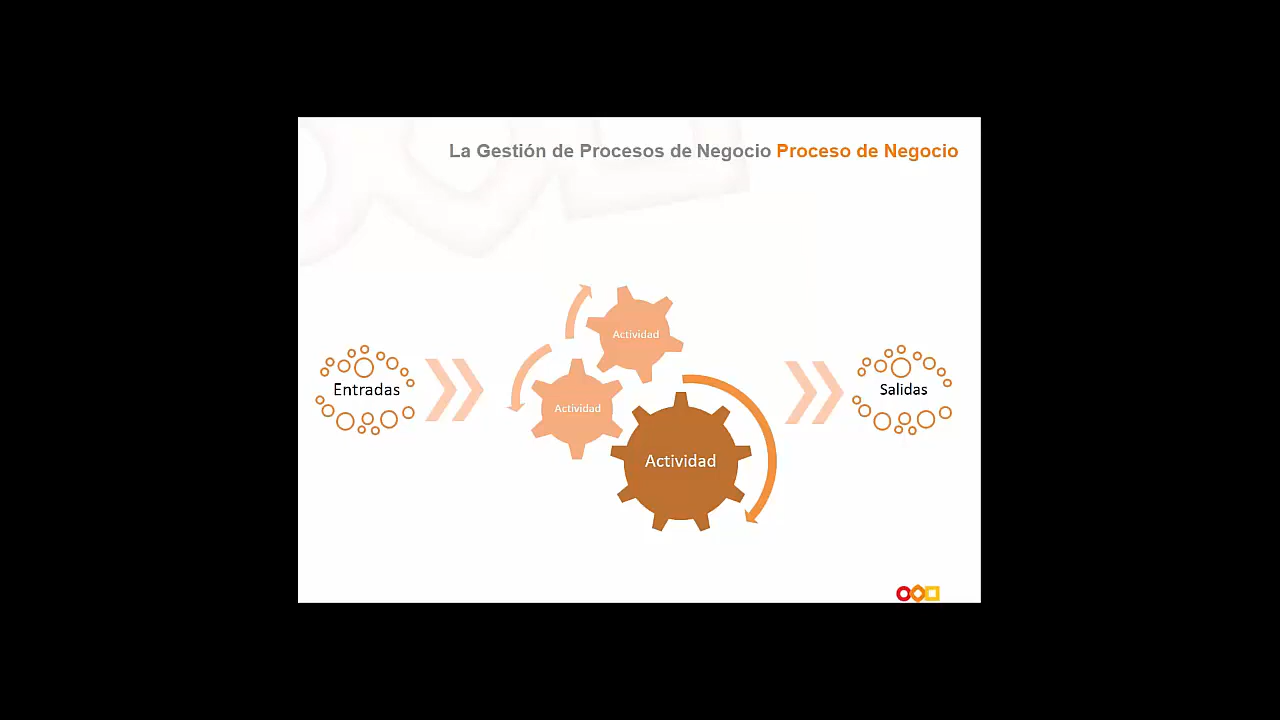 La Gestión de Procesos de Negocio Proceso de Negocio
Actividad
Entradas
Actividad
Salidas
Actividad